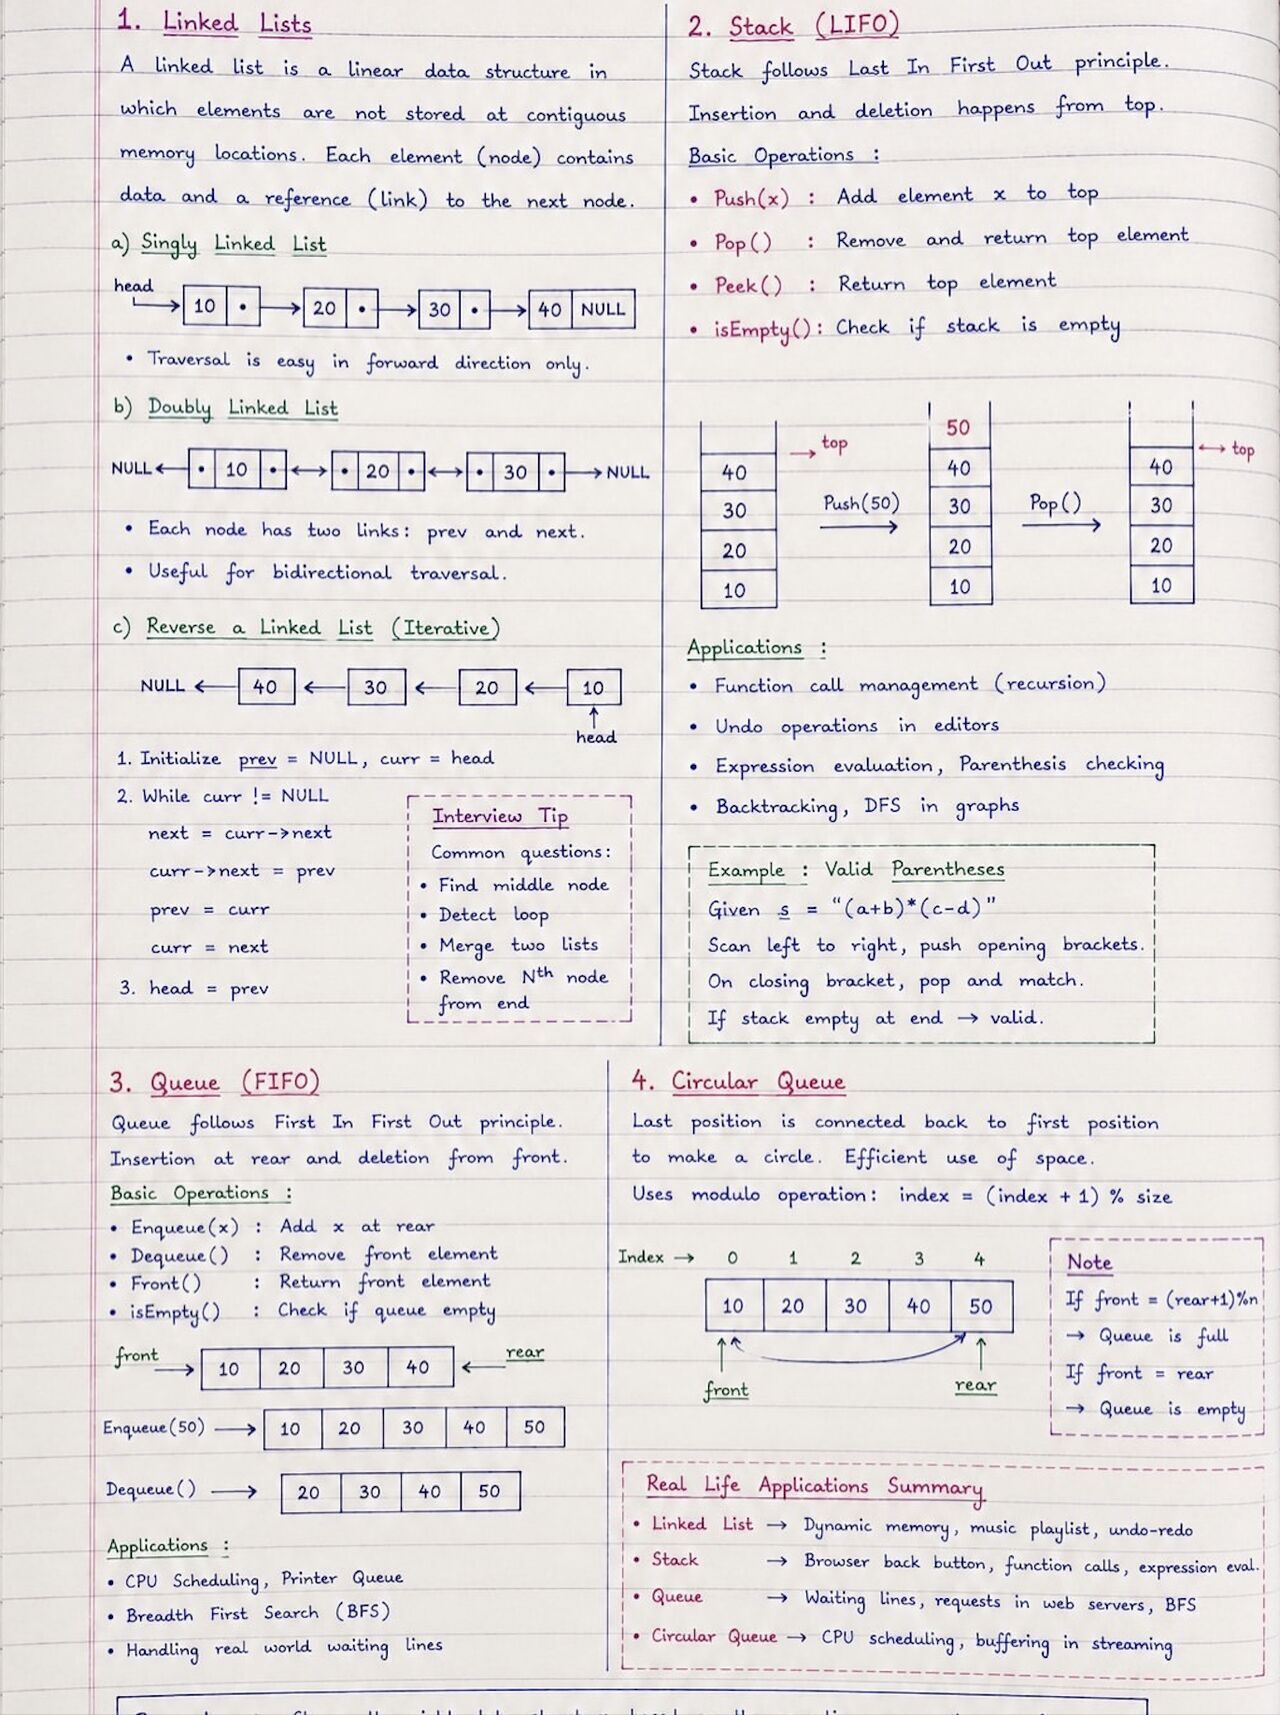 1. Linked Lists
A linked list is a linear data structure in
which elements are not stored at contiguous
memory locations. Each element (node) contains
data and a reference (link) to the next node.
a) Singly Linked List
head
10 • 20 • 30 • 40 NULL
• Traversal is easy in forward direction only.
b) Doubly Linked List
NULL ← • 10 • ↔ • 20 • ↔ • 30 • → NULL
• Each node has two links: prev and next.
• Useful for bidirectional traversal.
c) Reverse a Linked List (Iterative)
NULL ← 40 ← 30 ← 20 ← 10
head
1. Initialize prev = NULL, curr = head
2. While curr != NULL
next = curr->next
curr->next = prev
prev = curr
curr = next
3. head = prev
Interview Tip
Common questions:
• Find middle node
• Detect loop
• Merge two lists
• Remove Nth node
from end
2. Stack (LIFO)
Stack follows Last In First Out principle.
Insertion and deletion happens from top.
Basic Operations :
• Push(x) : Add element x to top
• Pop() : Remove and return top element
• Peek() : Return top element
• isEmpty() : Check if stack is empty
→ top
40
30
20
10
Push(50)
50
40
30
20
10
Pop()
↔ top
40
30
20
10
Applications :
• Function call management (recursion)
• Undo operations in editors
• Expression evaluation, Parenthesis checking
• Backtracking, DFS in graphs
Example : Valid Parentheses
Given s = "(a+b)*(c-d)"
Scan left to right, push opening brackets.
On closing bracket, pop and match.
If stack empty at end → valid.
3. Queue (FIFO)
Queue follows First In First Out principle.
Insertion at rear and deletion from front.
Basic Operations :
• Enqueue(x) : Add x at rear
• Dequeue() : Remove front element
• Front() : Return front element
• isEmpty() : Check if queue empty
front → 10 20 30 40 ← rear
Enqueue(50) → 10 20 30 40 50
Dequeue() → 20 30 40 50
Applications :
• CPU Scheduling, Printer Queue
• Breadth First Search (BFS)
• Handling real world waiting lines
4. Circular Queue
Last position is connected back to first position
to make a circle. Efficient use of space.
Uses modulo operation: index = (index + 1) % size
Index → 0 1 2 3 4
10 20 30 40 50
front rear
Note
If front = (rear+1)%n
→ Queue is full
If front = rear
→ Queue is empty
Real Life Applications Summary
• Linked List → Dynamic memory, music playlist, undo-redo
• Stack → Browser back button, function calls, expression eval.
• Queue → Waiting lines, requests in web servers, BFS
• Circular Queue → CPU scheduling, buffering in streaming